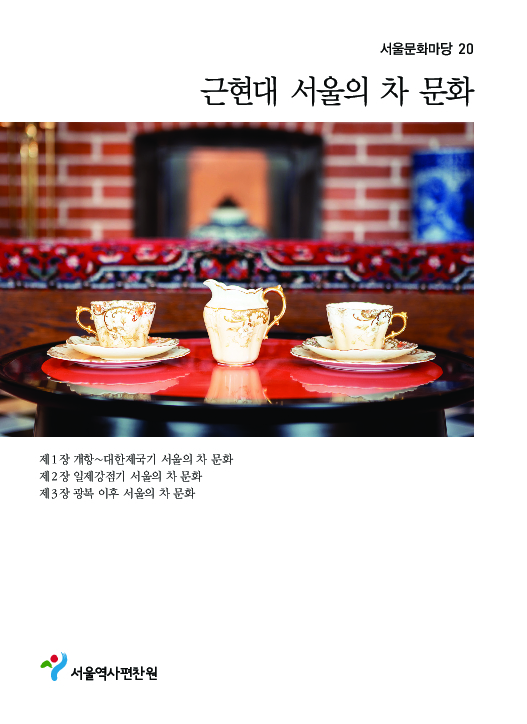 서울문화마당 20
근현대 서울의 차 문화
제1장 개항~대한제국기 서울의 차 문화
제2장 일제강점기 서울의 차 문화
제3장 광복 이후 서울의 차 문화
서울역사편찬원